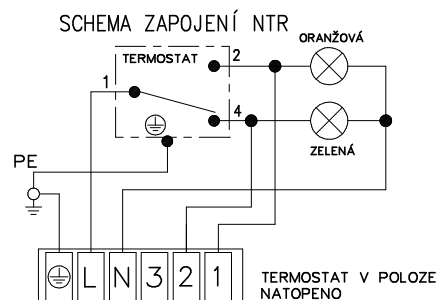 SCHEMA ZAPOJENÍ NTR
ORANŽOVÁ
TERMOSTAT
2
1
4
ZELENÁ
PE
L N 3 2 1
TERMOSTAT V POLOZE
NATOPENO